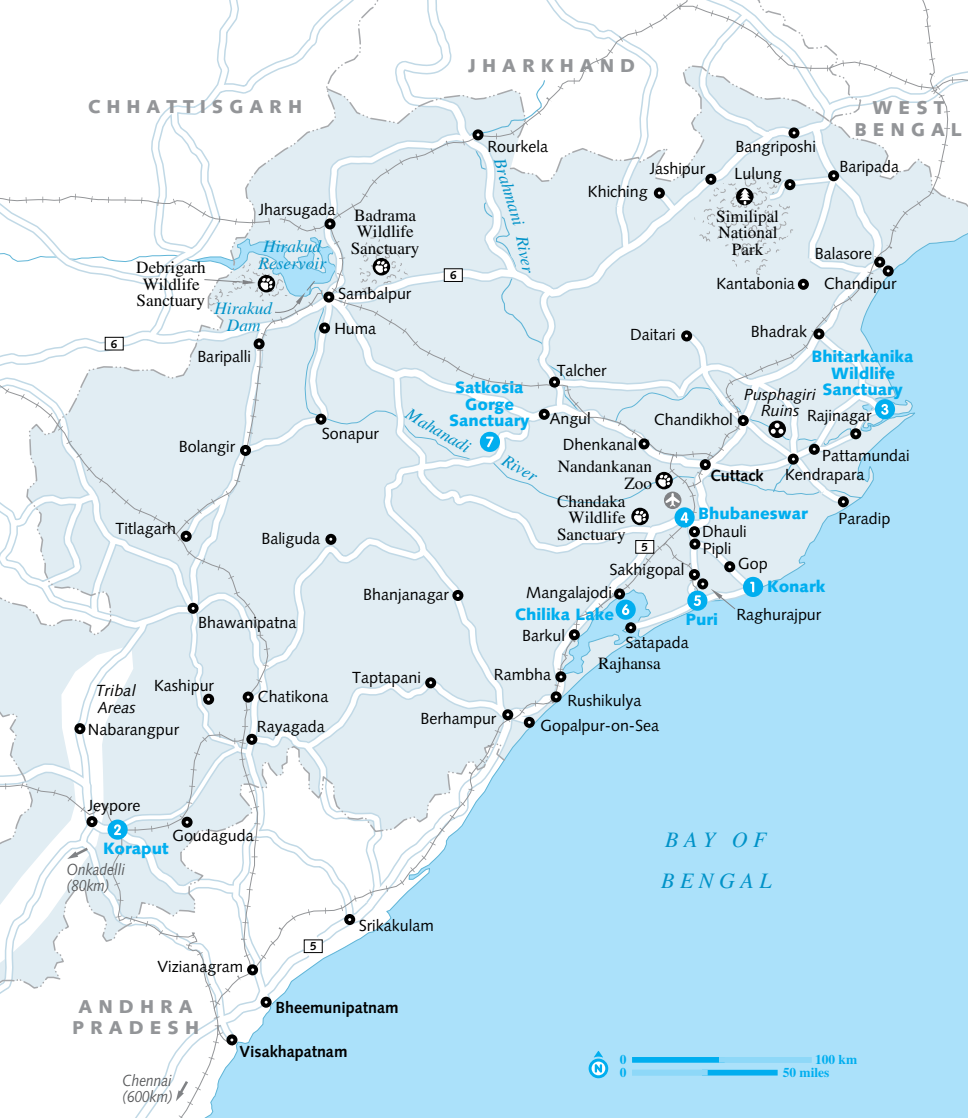 JHARKHAND
CHHATTISGARH
WEST
BENGAL
Rourkela
Bangriposhi
Jashipur
Lulung
Baripada
Khiching
Brahmani River
Similipal
National
Park
Jharsugada
Badrama
Wildlife
Sanctuary
Hirakud
Reservoir
Debrigarh
Wildlife
Sanctuary
6
Balasore
Kantabonia
Chandipur
Sambalpur
Hirakud
Dam
Huma
6
Baripalli
Daitari
Bhadrak
Bhitarkanika
Wildlife
Sanctuary
3
Talcher
Satkosia
Gorge
Sanctuary
7
Pusphagiri
Ruins
Rajinagar
Angul
Chandikhol
Sonapur
Mahanadi
River
Bolangir
Dhenkanal
Pattamundai
Kendrapara
Nandankanan
Zoo
Cuttack
Chandaka
Wildlife
Sanctuary
4 Bhubaneswar
Paradip
Titlagarh
Baliguda
5
Dhauli
Pipli
Gop
Sakhigopal
1 Konark
Bhanjanagar
Mangalajodi
Chilika Lake 6
5
Puri
Raghurajpur
Bhawanipatna
Barkul
Satapada
Rajhansa
Tribal
Areas
Kashipur
Chatikona
Taptapani
Rambha
Rushikulya
Nabarangpur
Rayagada
Berhampur
Gopalpur-on-Sea
Jeypore
2
Koraput
Goudaguda
Onkadelli
(80km)
BAY OF
BENGAL
Srikakulam
5
Vizianagram
ANDHRA
PRADESH
Bheemunipatnam
Visakhapatnam
Chennai
(600km)
N
0 100 km
0 50 miles